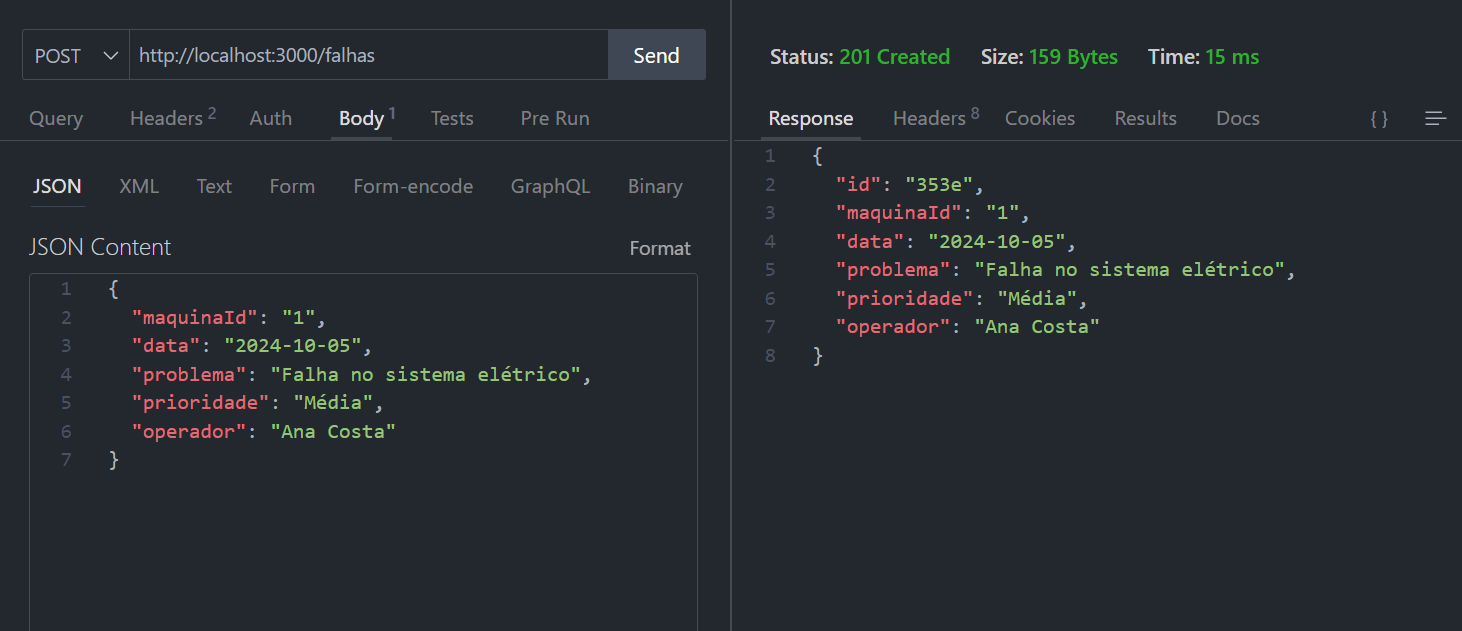 POST http://localhost:3000/falhas Send
Query Headers 2 Auth Body 1 Tests Pre Run
JSON XML Text Form Form-encode GraphQL Binary
JSON Content Format
1 {
2 "maquinaId": "1",
3 "data": "2024-10-05",
4 "problema": "Falha no sistema elétrico",
5 "prioridade": "Média",
6 "operador": "Ana Costa"
7 }
Status: 201 Created Size: 159 Bytes Time: 15 ms
Response Headers 8 Cookies Results Docs { }
1 {
2 "id": "353e",
3 "maquinaId": "1",
4 "data": "2024-10-05",
5 "problema": "Falha no sistema elétrico",
6 "prioridade": "Média",
7 "operador": "Ana Costa"
8 }